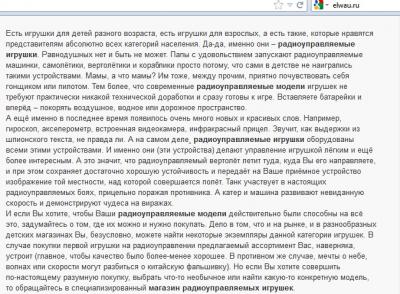 elwau.ru
Есть игрушки для детей разного возраста, есть игрушки для взрослых, а есть такие, которые нравятся
представителям абсолютно всех категорий населения. Да-да, именно они – радиоуправляемые
игрушки. Равнодушных нет и быть не может. Папы с удовольствием запускают радиоуправляемые
машинки, самолётики, вертолётики и кораблики просто потому, что сами в детстве не наигрались
такими устройствами. Мамы, а что мамы? Им тоже, между прочим, приятно почувствовать себя
гонщиком или пилотом. Тем более, что современные радиоуправляемые модели игрушек не
требуют практически никакой технической доработки и сразу готовы к игре. Вставляете батарейки и
вперёд – покорять воздушное, водное или дорожное пространство.
А ещё именно в последнее время появилось очень много новых и красивых слов. Например,
гироскоп, акселерометр, встроенная видеокамера, инфракрасный прицел. Звучит, как выдержки из
шпионского текста, не правда ли. А на самом деле, радиоуправляемые игрушки оборудованы
всеми этими устройствами. И именно они (эти устройства) делают управление игрушкой лёгким и ещё
более интересным. А это значит, что радиоуправляемый вертолёт петит туда, куда Вы его направляете,
и при этом сохраняет достаточно хорошую устойчивость и передаёт на Ваше приёмное устройство
изображение той местности, над которой совершается полёт. Танк участвует в настоящих
радиоуправляемых боях, прицельно поражая противника. А катер и машина развивают невиданную
скорость и демонстрируют чудеса на виражах.
И если Вы хотите, чтобы Ваши радиоуправляемые модели действительно были способны на всё
это, задумайтесь о том, где их можно и нужно покупать. Дело в том, что и на рынке, и в разнообразных
детских магазинах Вы, безусловно, можете найти некоторые экземпляры данной категории игрушек. В
случае покупки первой игрушки на радиоуправлении предлагаемый ассортимент Вас, наверняка,
устроит (главное, чтобы качество было более-менее хорошее. В противном же случае, мечты о небе,
волнах или скорости могут разбиться о китайскую фальшивку). Но если Вы хотите совершить
по-настоящему разумную покупку, выбрать что-то необычное или найти какую-то конкретную модель,
то обращайтесь в специализированный магазин радиоуправляемых игрушек.